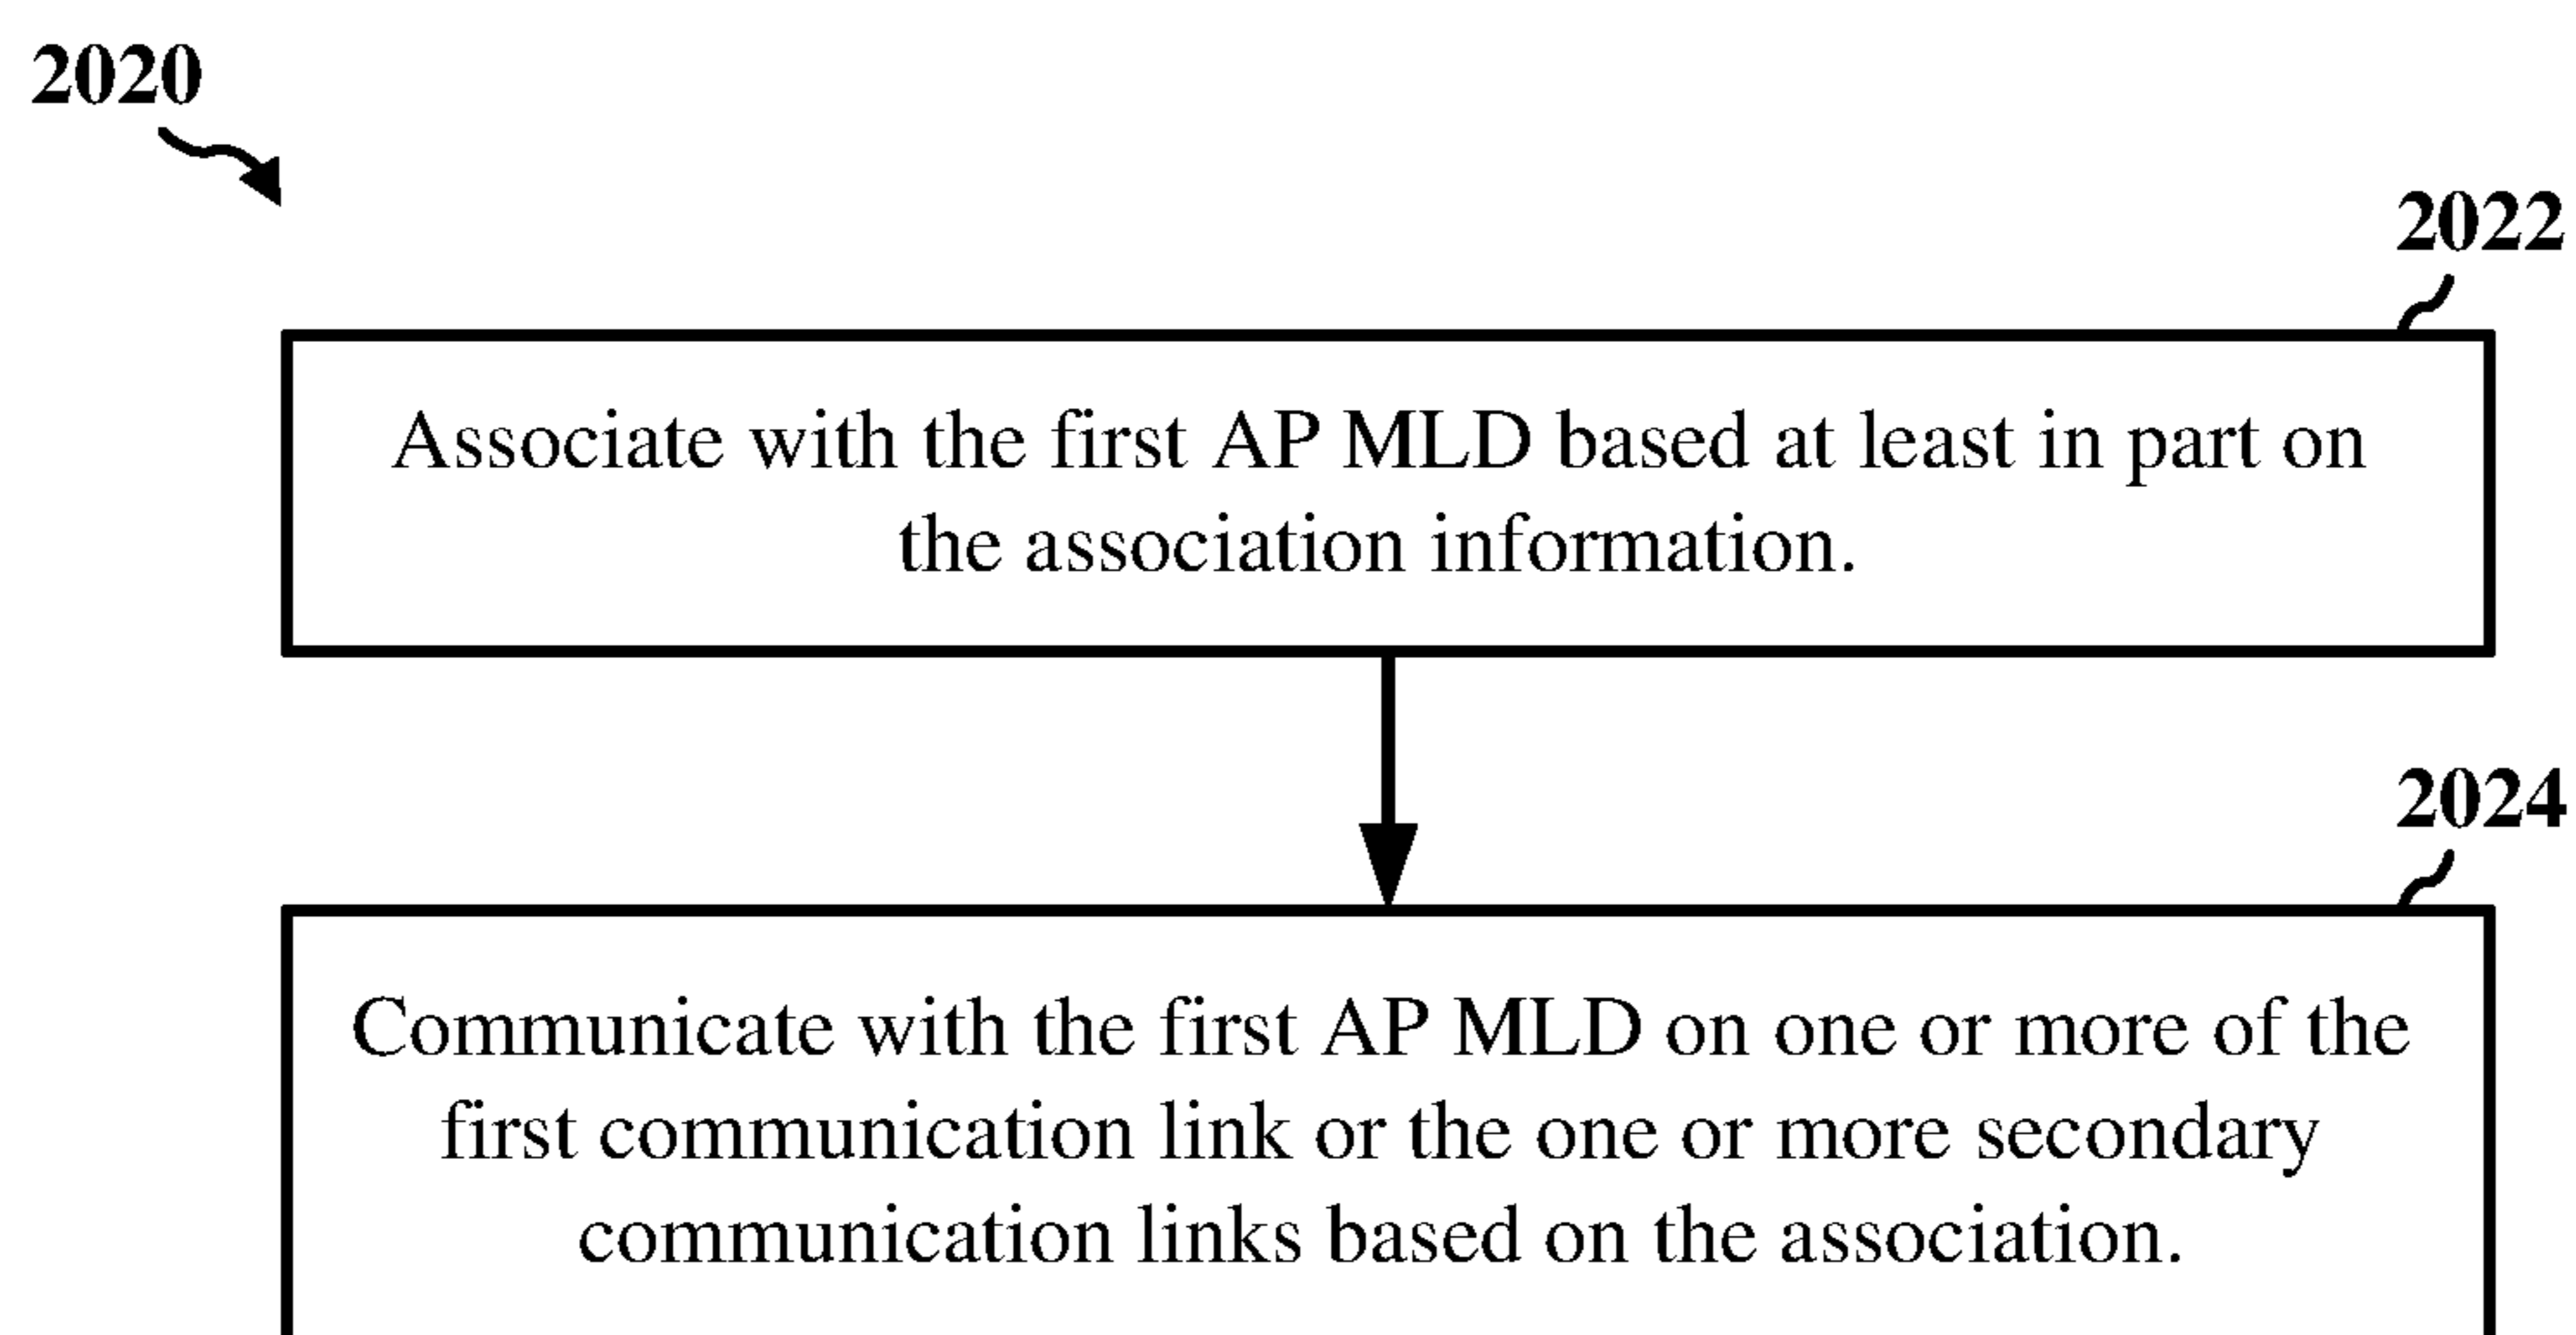 2020
2022
Associate with the first AP MLD based at least in part on
the association information.
2024
Communicate with the first AP MLD on one or more of the
first communication link or the one or more secondary
communication links based on the association.